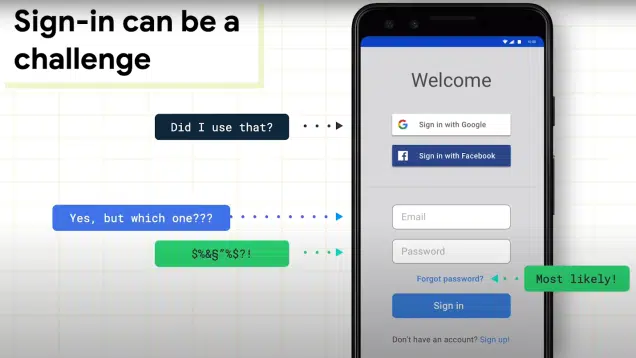 Sign-in can be a
challenge
Welcome
Did I use that?
Sign in with Google
Sign in with Facebook
Yes, but which one???
Email
$%&§"%$?!
Password
Forgot password?
Most likely!
Sign in
Don't have an account? Sign up!